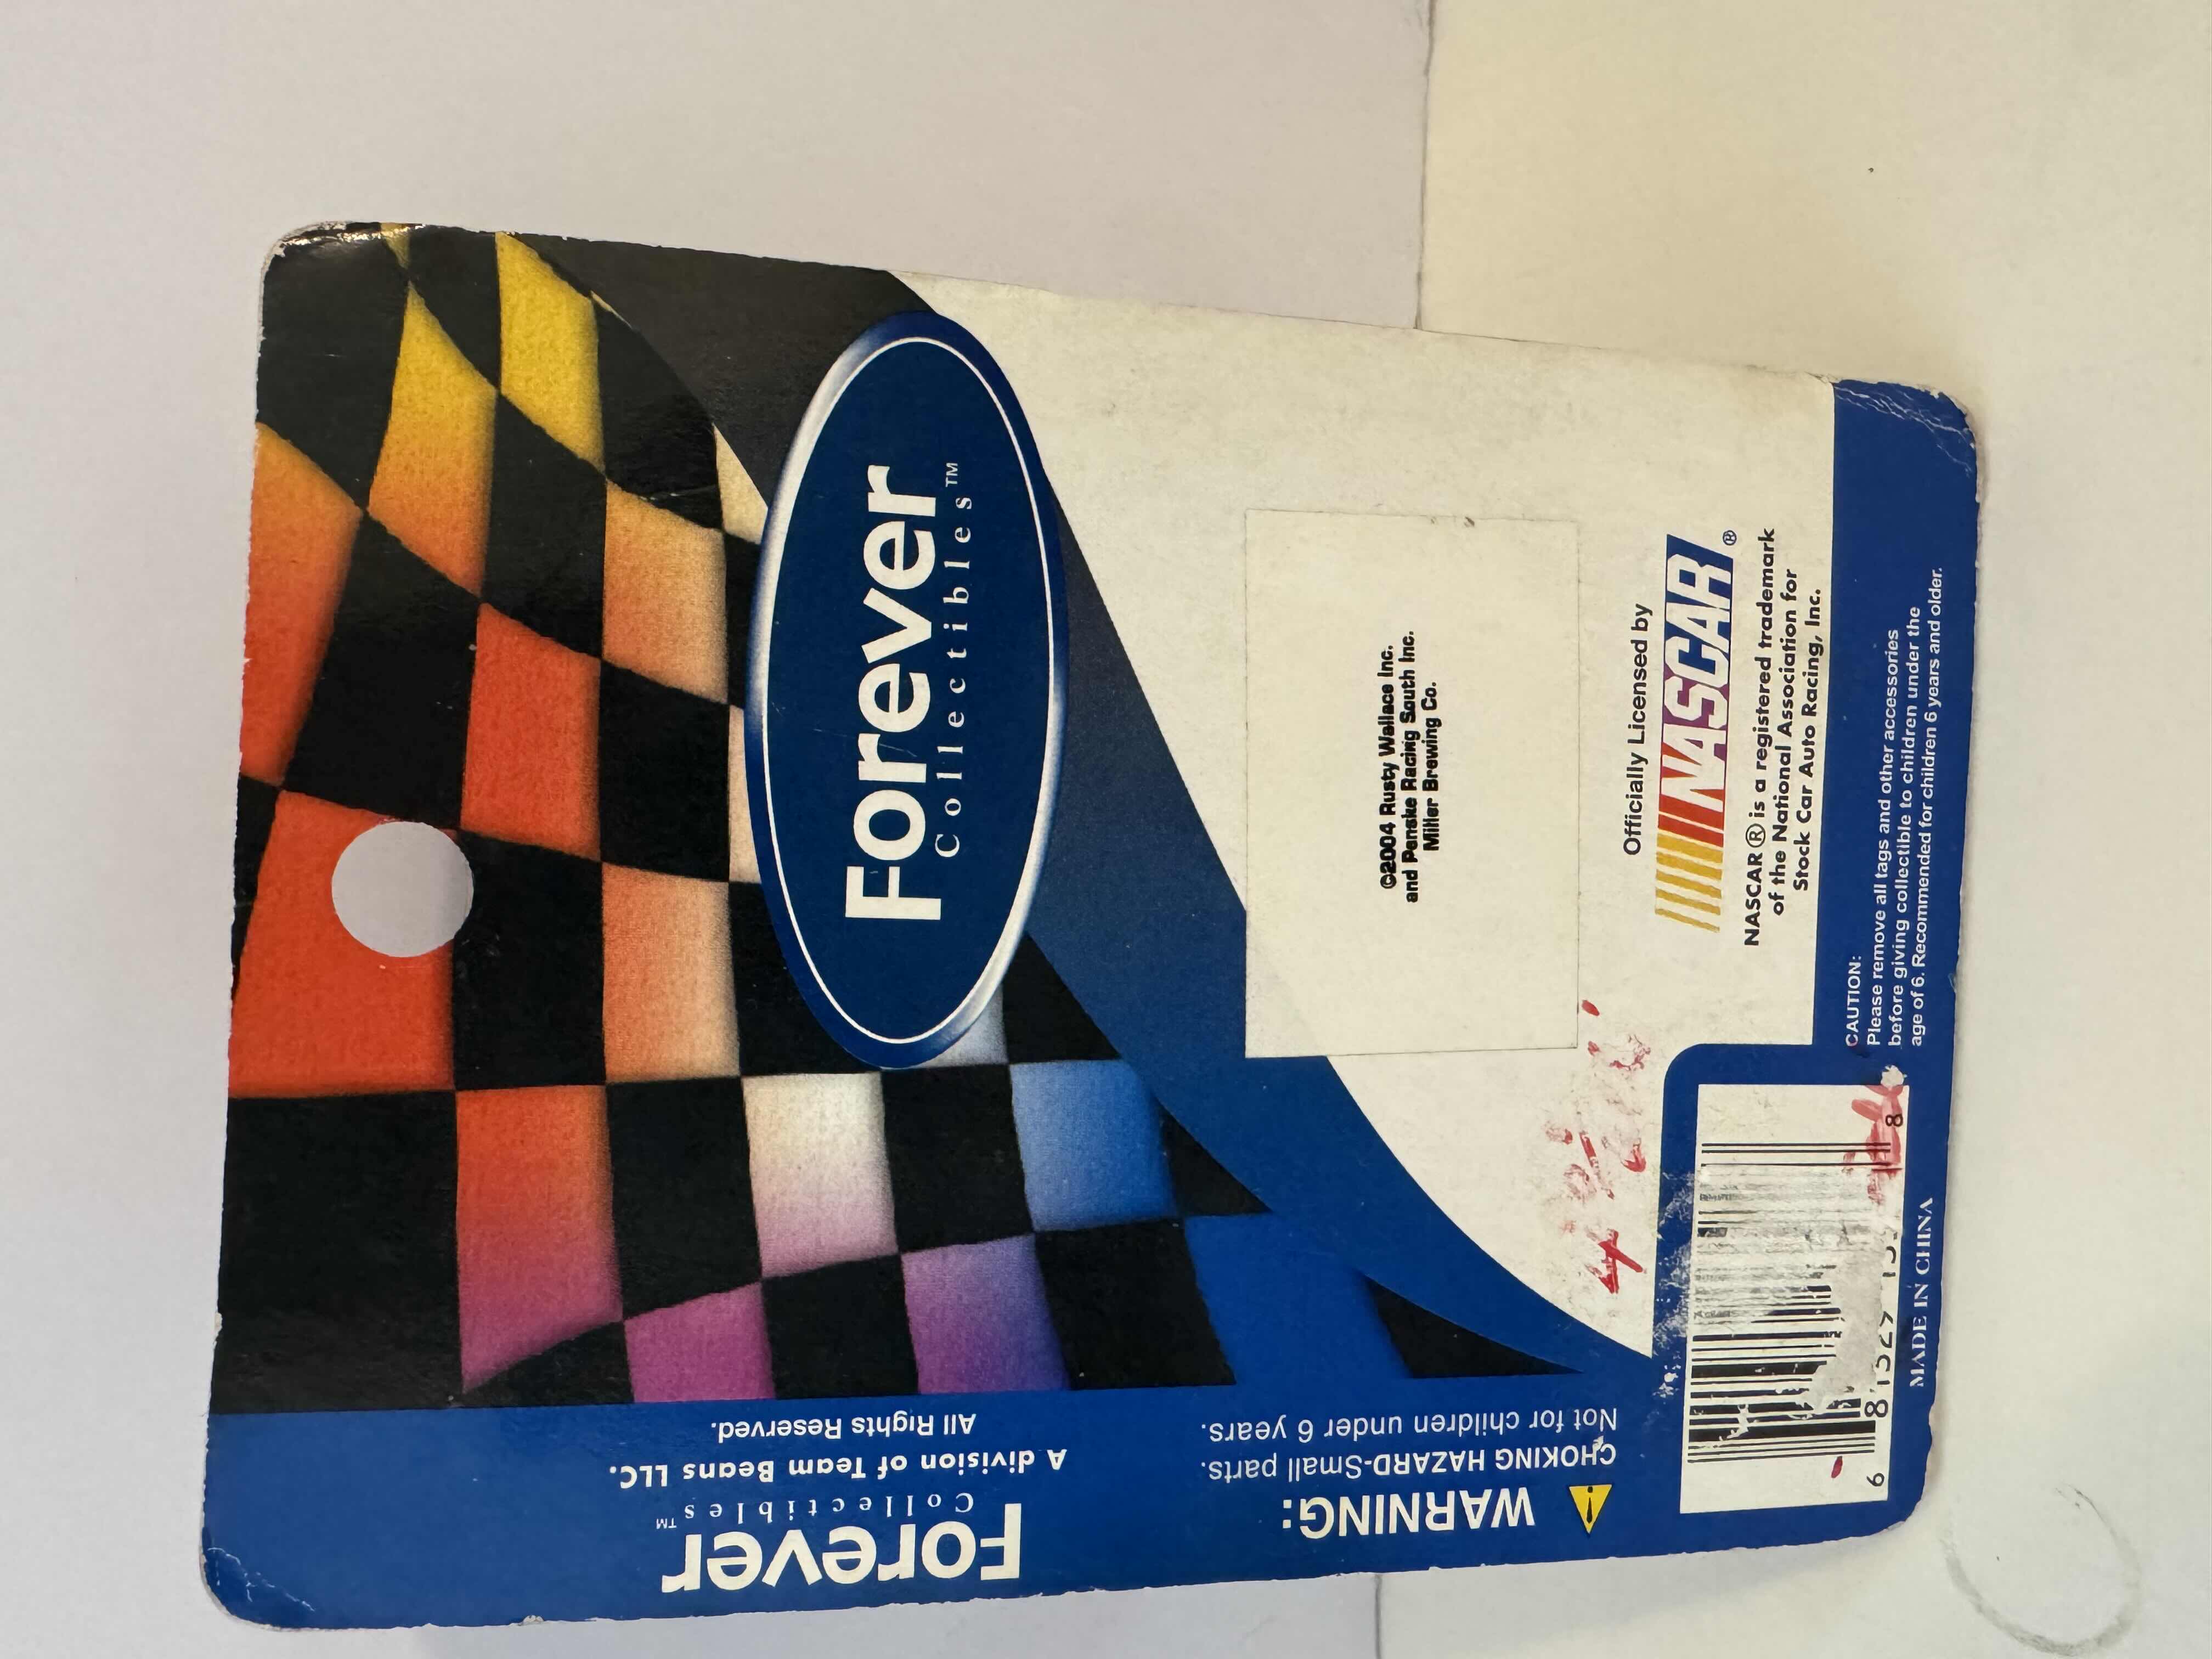 Forever
Collectibles™
©2004 Rusty Wallace Inc.
and Penske Racing South Inc.
Miller Brewing Co.
Officially Licensed by
NASCAR®
NASCAR® is a registered trademark
of the National Association for
Stock Car Auto Racing, Inc.
CAUTION:
Please remove all tags and other accessories
before giving collectible to children under the
age of 6. Recommended for children 6 years and older.
MADE IN CHINA
Forever
Collectibles™
A division of Team Beans LLC.
All Rights Reserved.
WARNING:
CHOKING HAZARD-Small parts.
Not for children under 6 years.